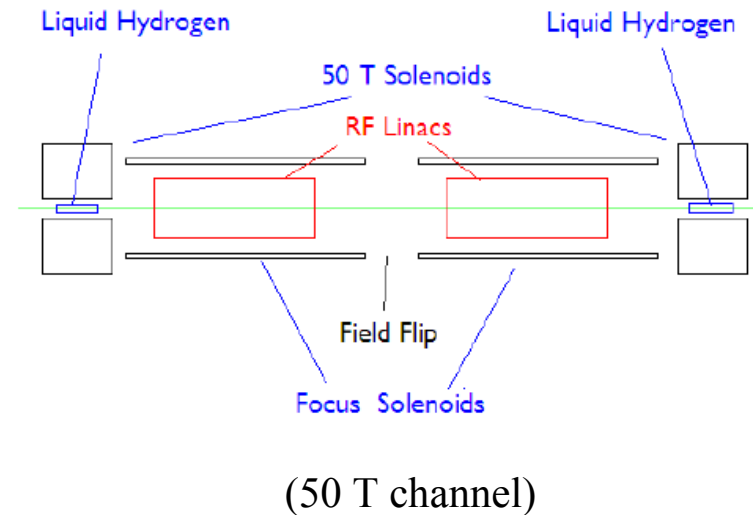 Liquid Hydrogen
Liquid Hydrogen
50 T Solenoids
RF Linacs
Field Flip
Focus Solenoids
(50 T channel)